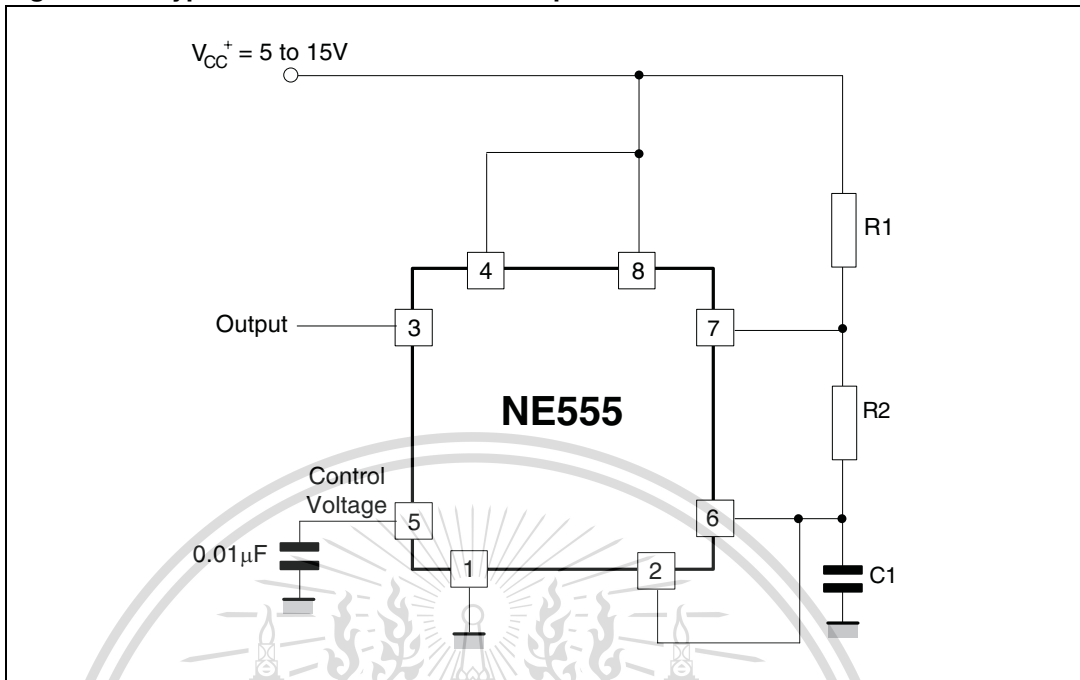 V_CC^+ = 5 to 15V
R1
4
8
Output
3
7
NE555
R2
Control
Voltage
5
6
0.01μF
1
2
C1